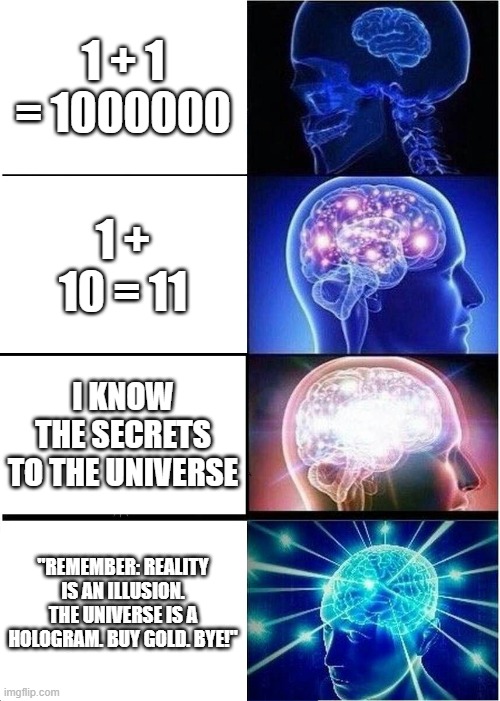 1 + 1
= 1000000
1 +
10 = 11
I KNOW
THE SECRETS
TO THE UNIVERSE
"REMEMBER: REALITY
IS AN ILLUSION.
THE UNIVERSE IS A
HOLOGRAM. BUY GOLD. BYE!"
imgflip.com